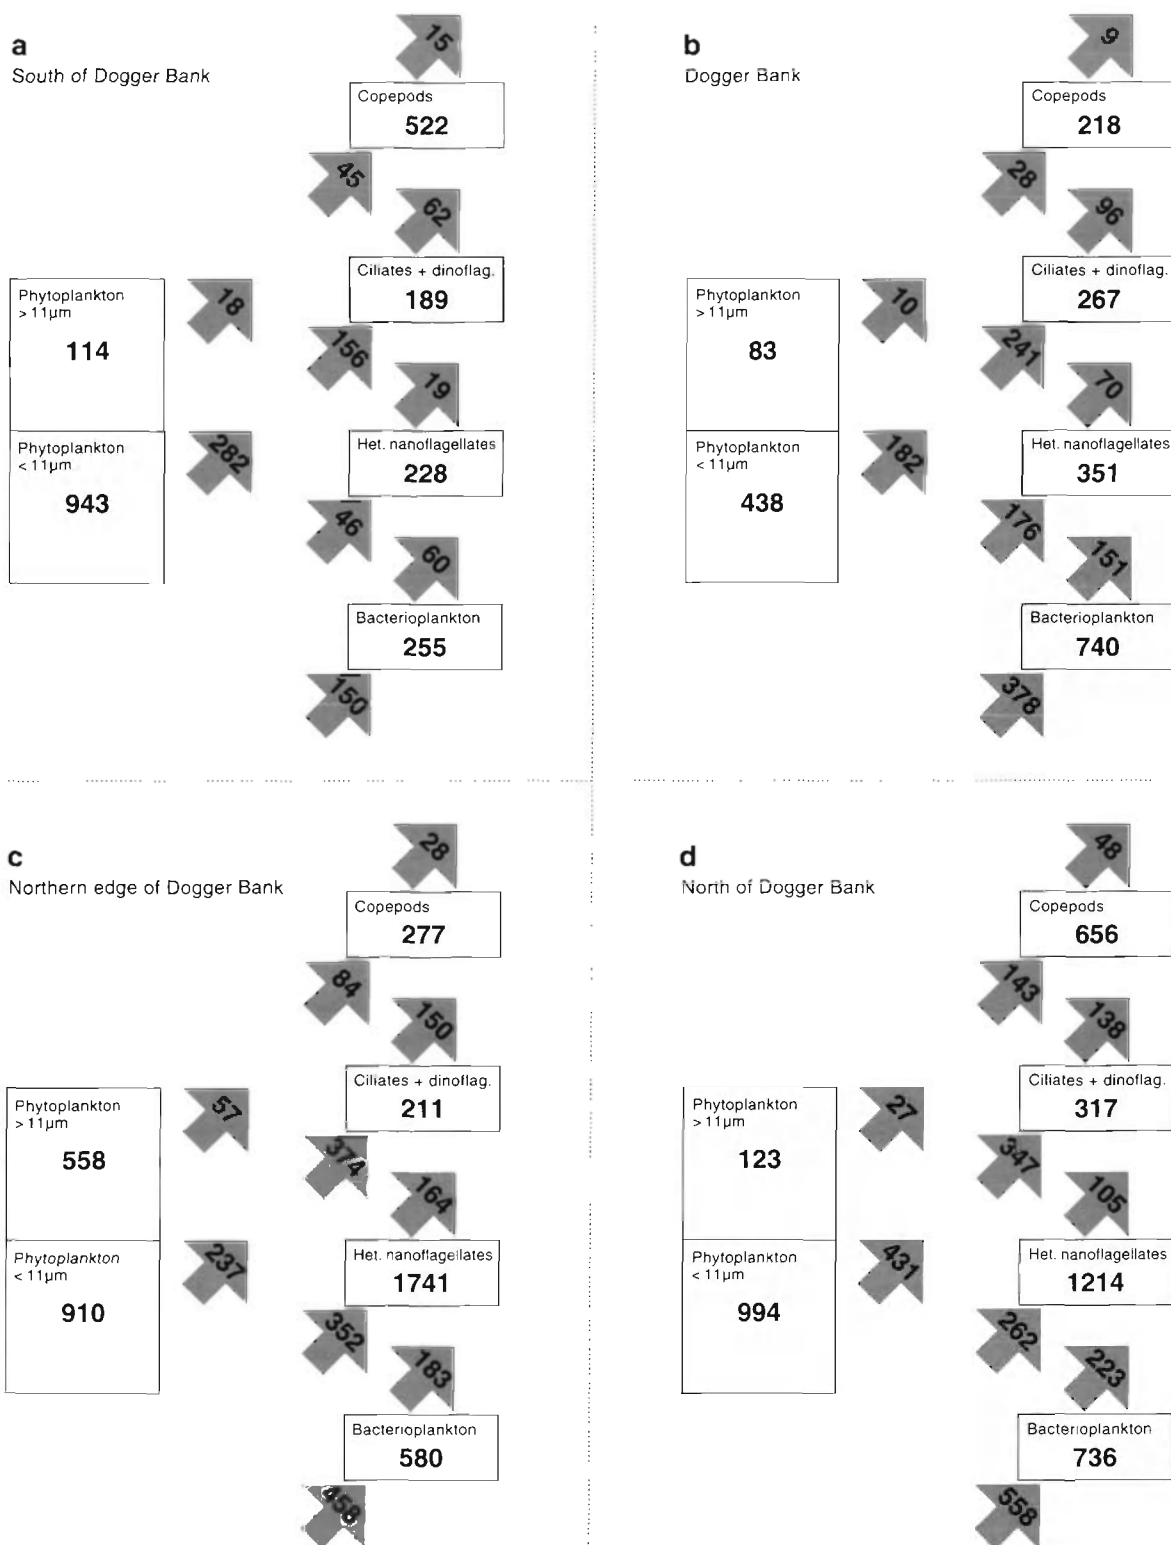 a
South of Dogger Bank
15
Copepods
522
45
62
Ciliates + dinoflag.
189
Phytoplankton
> 11µm
114
18
156
19
Phytoplankton
< 11µm
943
282
Het. nanoflagellates
228
46
60
Bacterioplankton
255
150
b
Dogger Bank
9
Copepods
218
28
96
Ciliates + dinoflag.
267
Phytoplankton
> 11µm
83
10
241
70
Phytoplankton
< 11µm
438
182
Het. nanoflagellates
351
176
151
Bacterioplankton
740
378
c
Northern edge of Dogger Bank
28
Copepods
277
84
150
Ciliates + dinoflag.
211
Phytoplankton
> 11µm
558
57
374
164
Phytoplankton
< 11µm
910
237
Het. nanoflagellates
1741
352
183
Bacterioplankton
580
458
d
North of Dogger Bank
48
Copepods
656
143
138
Ciliates + dinoflag.
317
Phytoplankton
> 11µm
123
27
347
105
Phytoplankton
< 11µm
994
431
Het. nanoflagellates
1214
262
223
Bacterioplankton
736
558